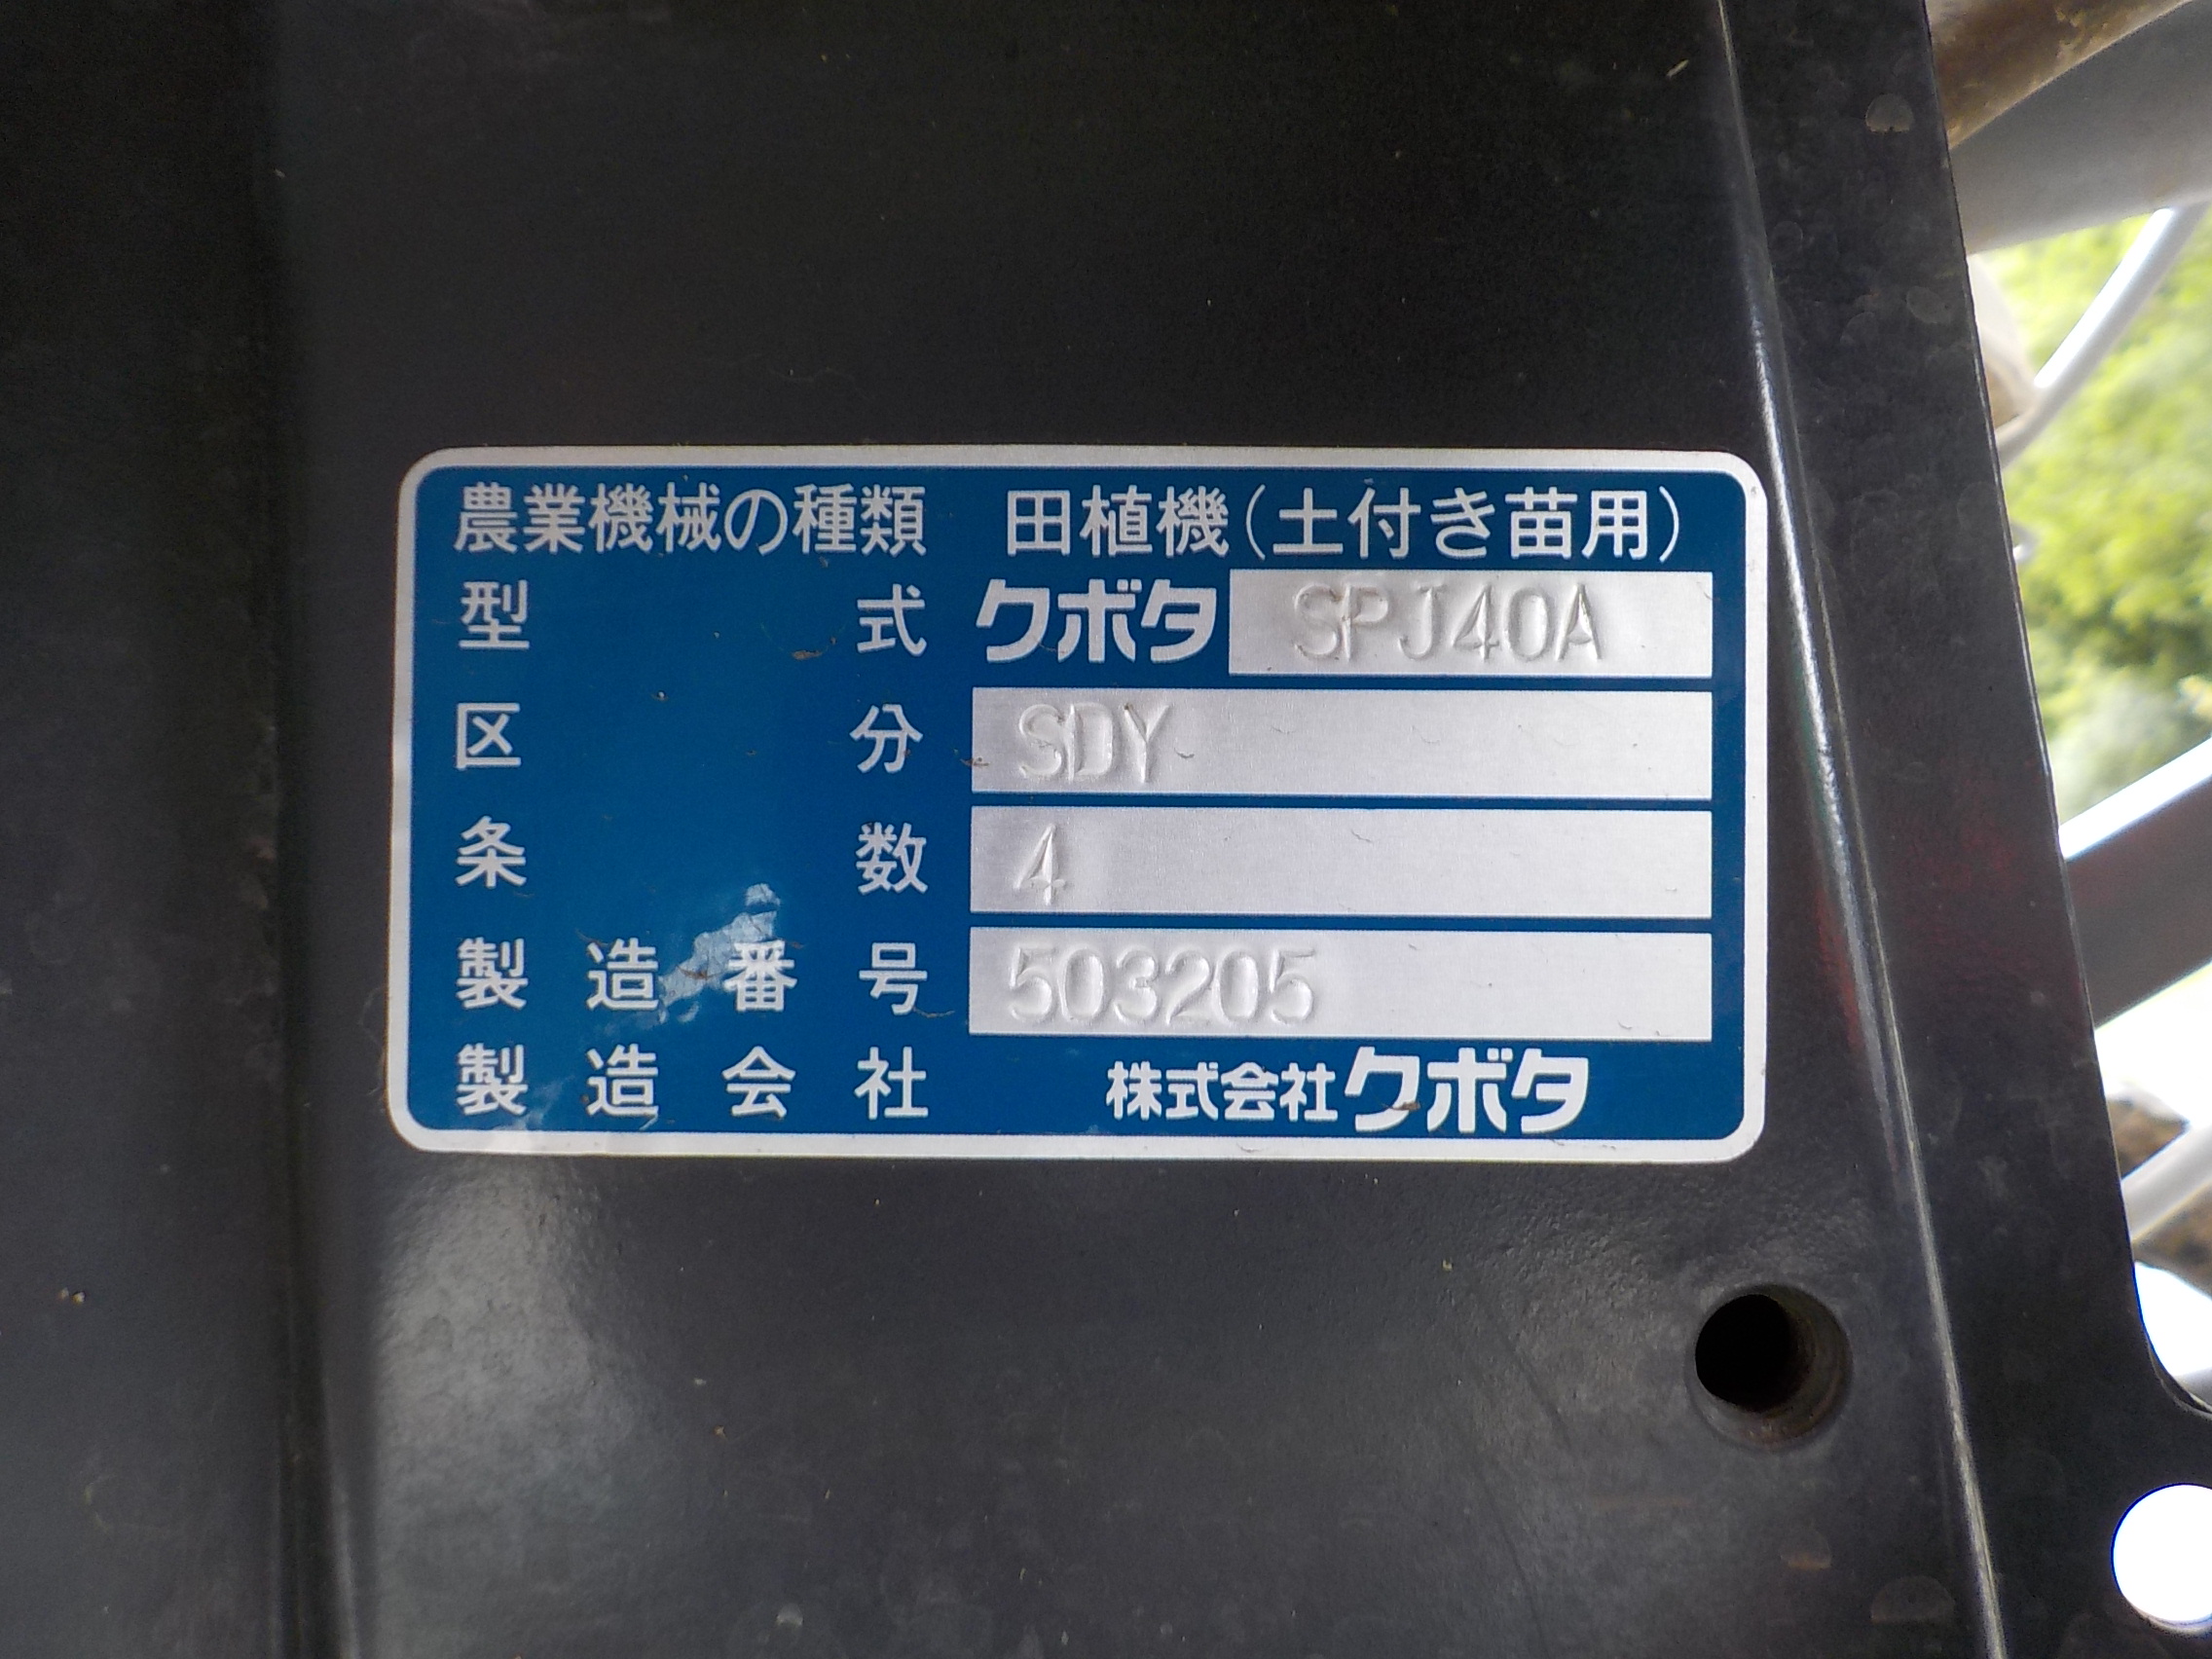 農業機械の種類 田植機(土付き苗用)
型式 クボタ SPJ40A
区分 SDY
条数 4
製造番号 503205
製造会社 株式会社クボタ